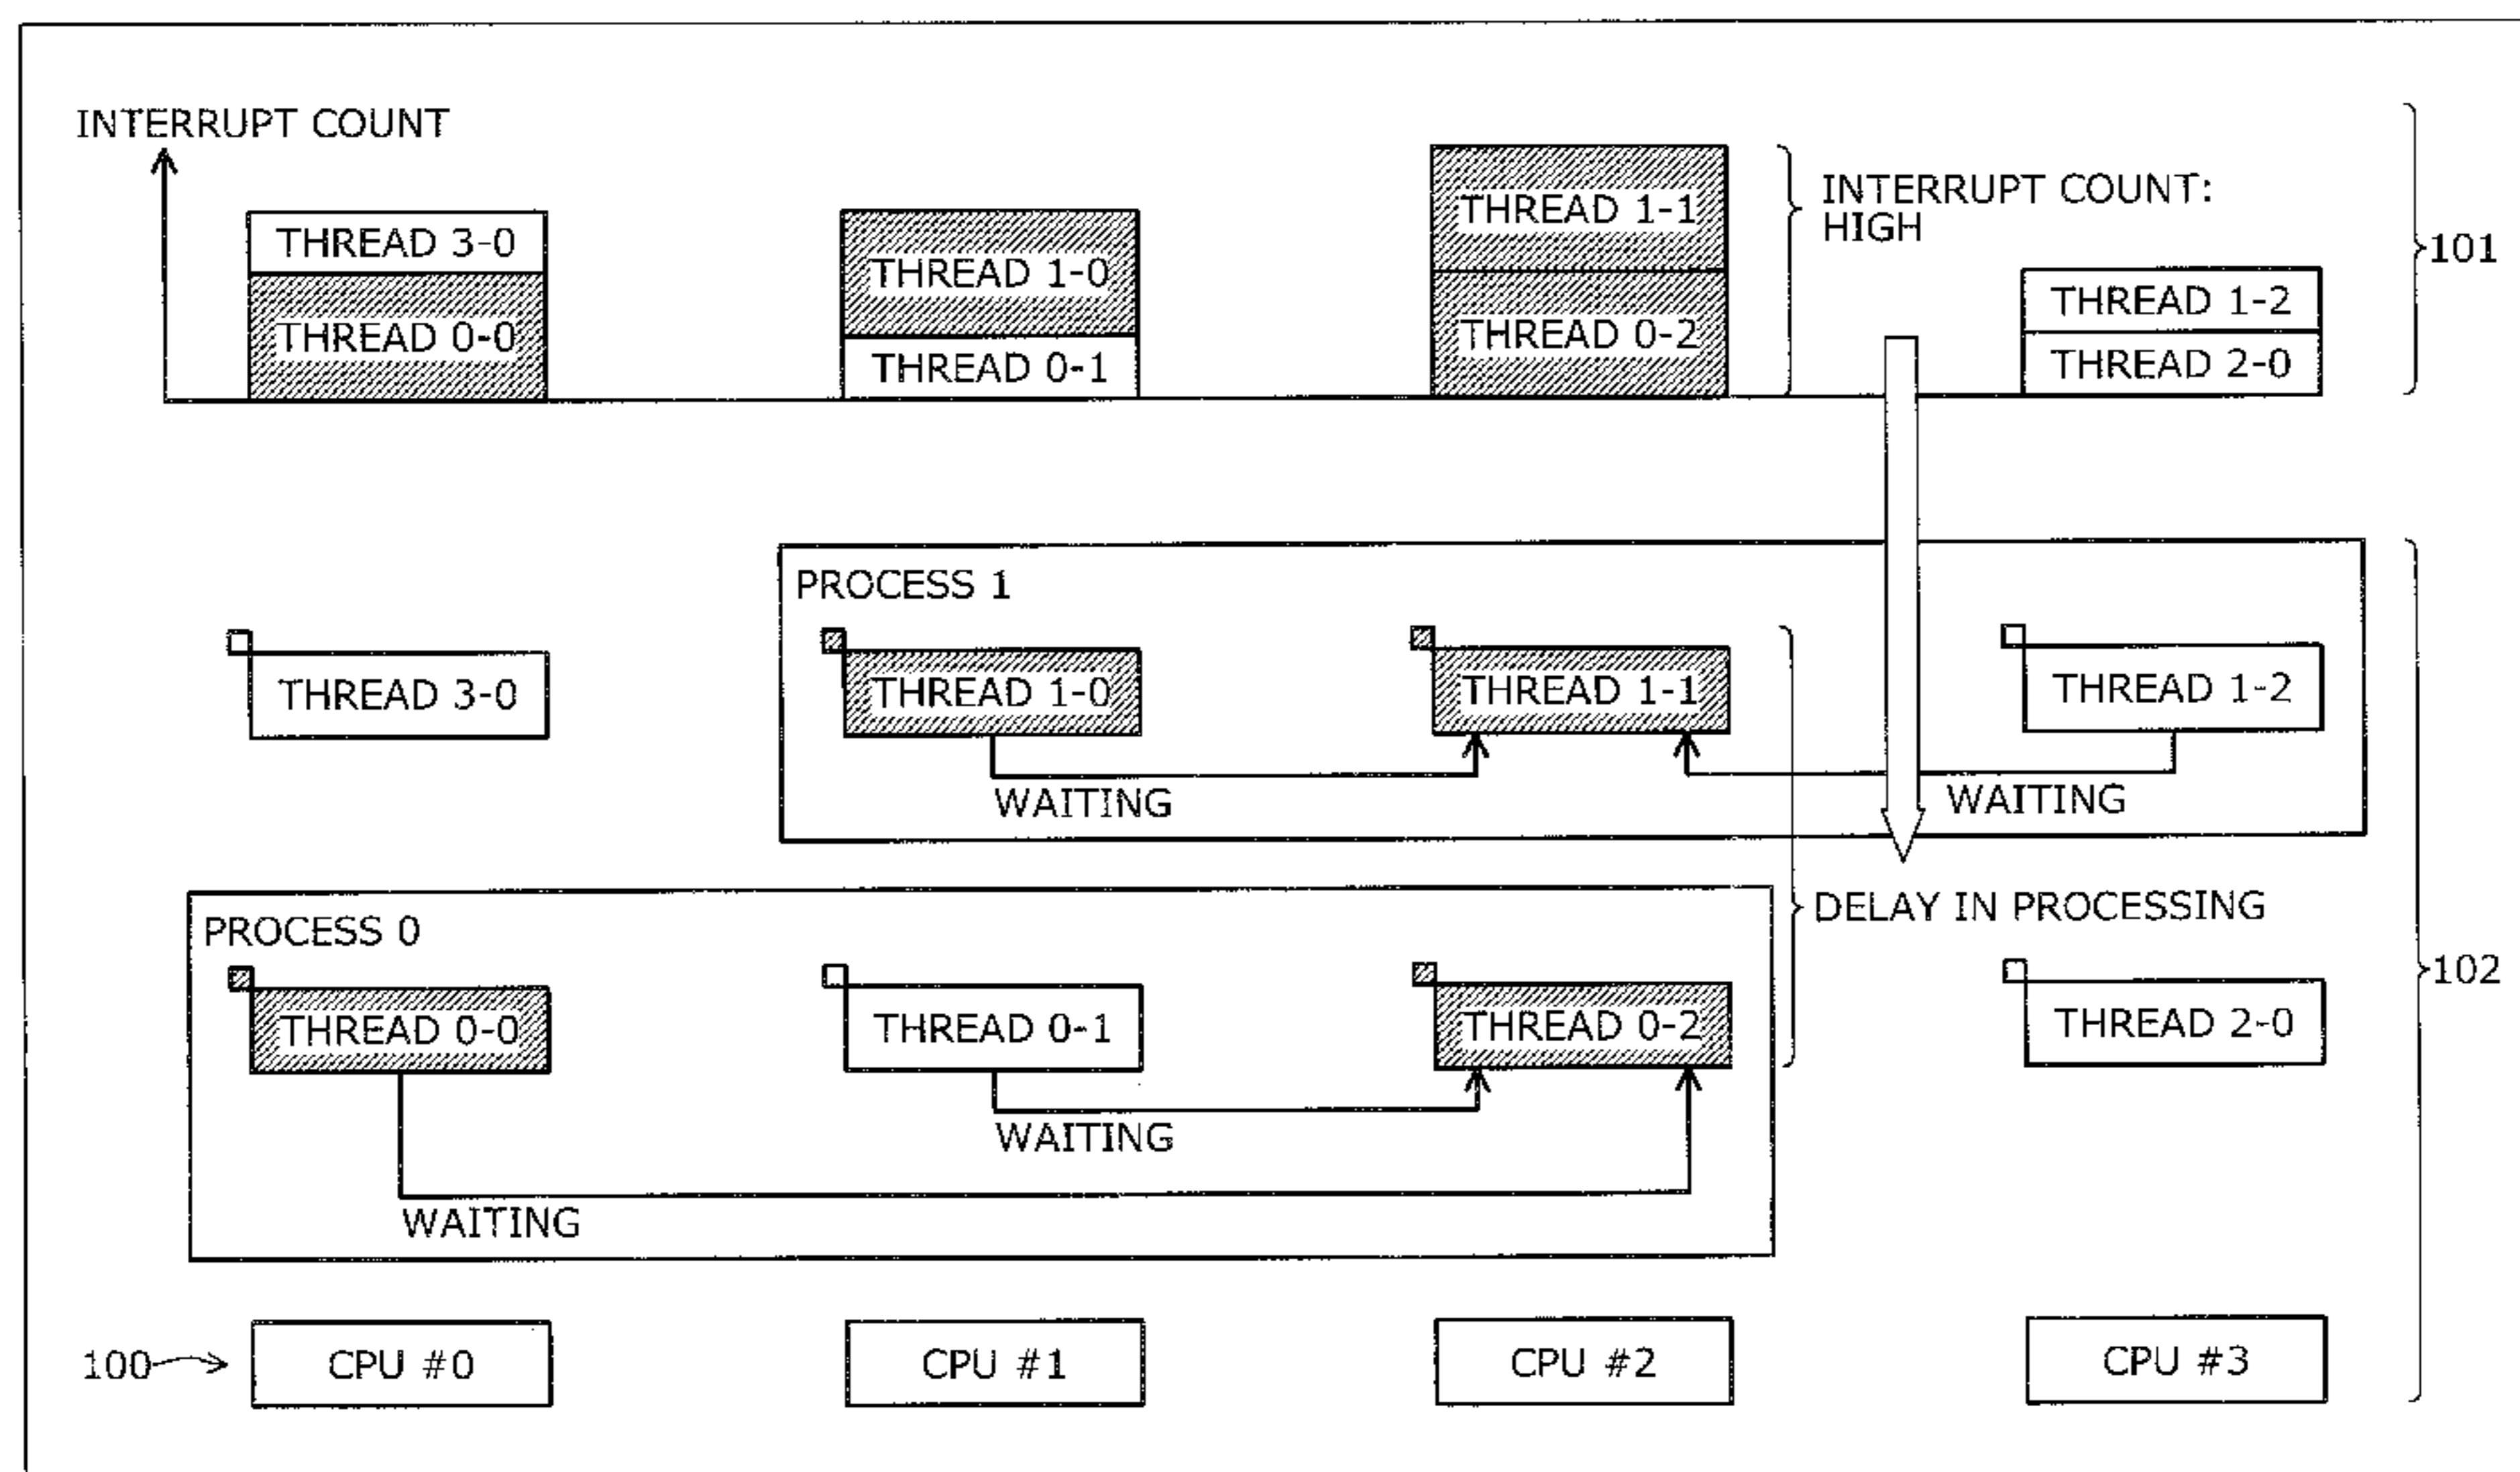 INTERRUPT COUNT
THREAD 3-0
THREAD 0-0
THREAD 1-0
THREAD 0-1
THREAD 1-1
THREAD 0-2
INTERRUPT COUNT:
HIGH
THREAD 1-2
THREAD 2-0
101
PROCESS 1
THREAD 3-0
THREAD 1-0
THREAD 1-1
THREAD 1-2
WAITING
WAITING
DELAY IN PROCESSING
PROCESS 0
THREAD 0-0
THREAD 0-1
THREAD 0-2
THREAD 2-0
102
WAITING
WAITING
100
CPU #0
CPU #1
CPU #2
CPU #3